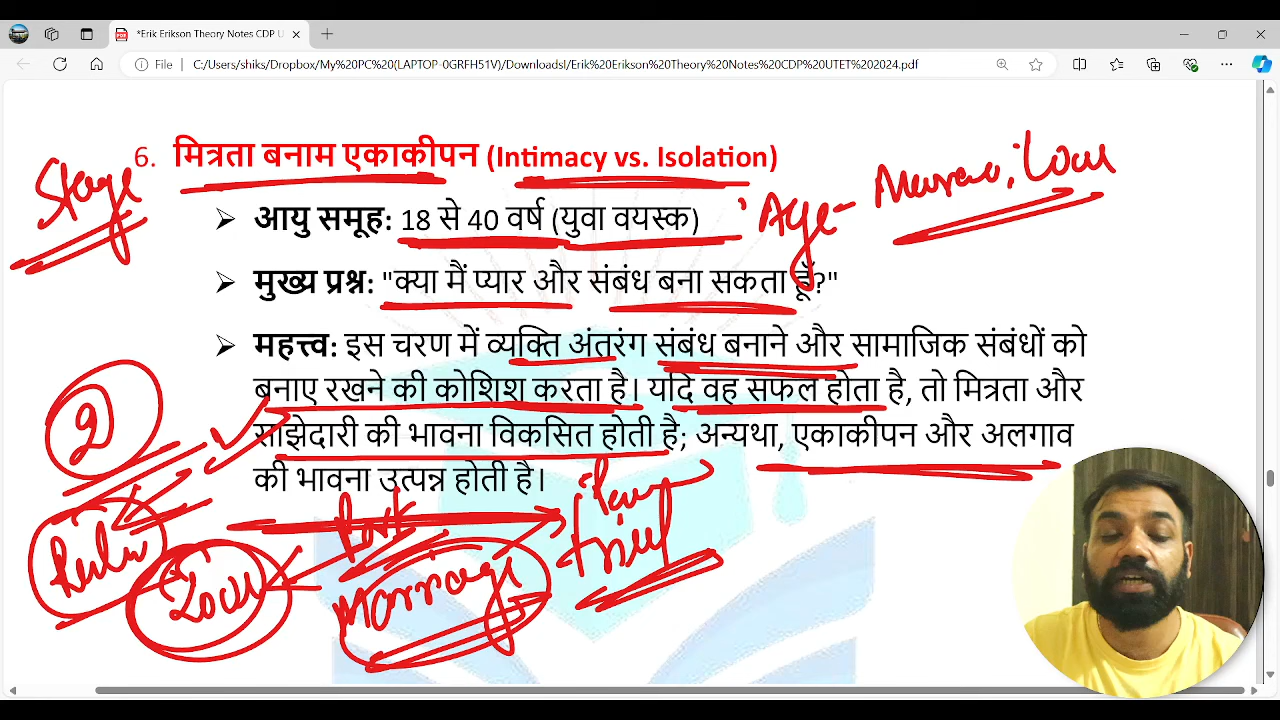 *Erik Erikson Theory Notes CDP U
File
C:/Users/shiks/Dropbox/My%20PC%20(LAPTOP-0GRFH51V)/Downloads/Erik%20Erikson%20Theory%20Notes%20CDP%20UTET%202024.pdf
6. मित्रता बनाम एकाकीपन (Intimacy vs. Isolation)
Stage
➢ आयु समूह: 18 से 40 वर्ष (युवा वयस्क)
Age-
➢ मुख्य प्रश्न: "क्या मैं प्यार और संबंध बना सकता हूँ?"
➢ महत्त्व: इस चरण में व्यक्ति अंतरंग संबंध बनाने और सामाजिक संबंधों को
बनाए रखने की कोशिश करता है। यदि वह सफल होता है, तो मित्रता और
साझेदारी की भावना विकसित होती है; अन्यथा, एकाकीपन और अलगाव
की भावना उत्पन्न होती है।
2
Marriage